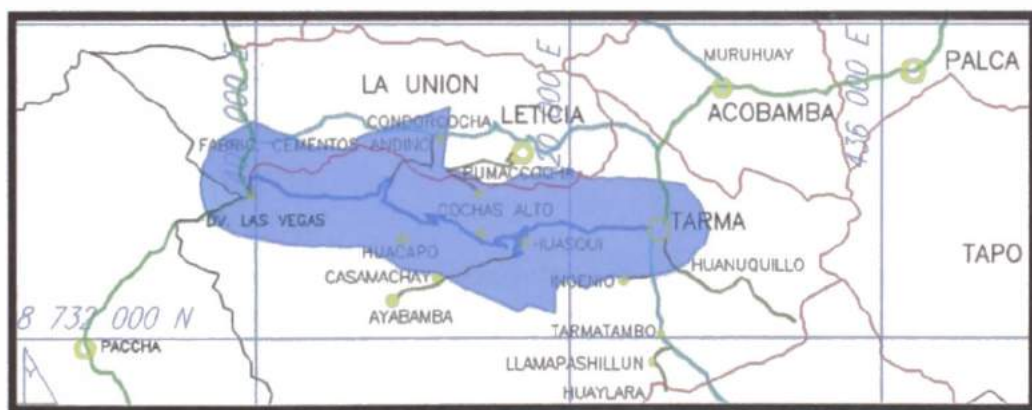 MURUHUAY
PALCA
LA UNION
ACOBAMBA
LETICIA
CONDORCOCHA
436 000 E
FABRIC CEMENTOS ANDINO
PUMACCOCHA
COCHAS ALTO
DV. LAS VEGAS
TARMA
HUACAPO
HUASQUI
TAPO
HUANUQUILLO
CASAMACHAY
INGENIO
AYABAMBA
8 732 000 N
TARMATAMBO
PACCHA
LLAMAPASHILLUN
HUAYLARA